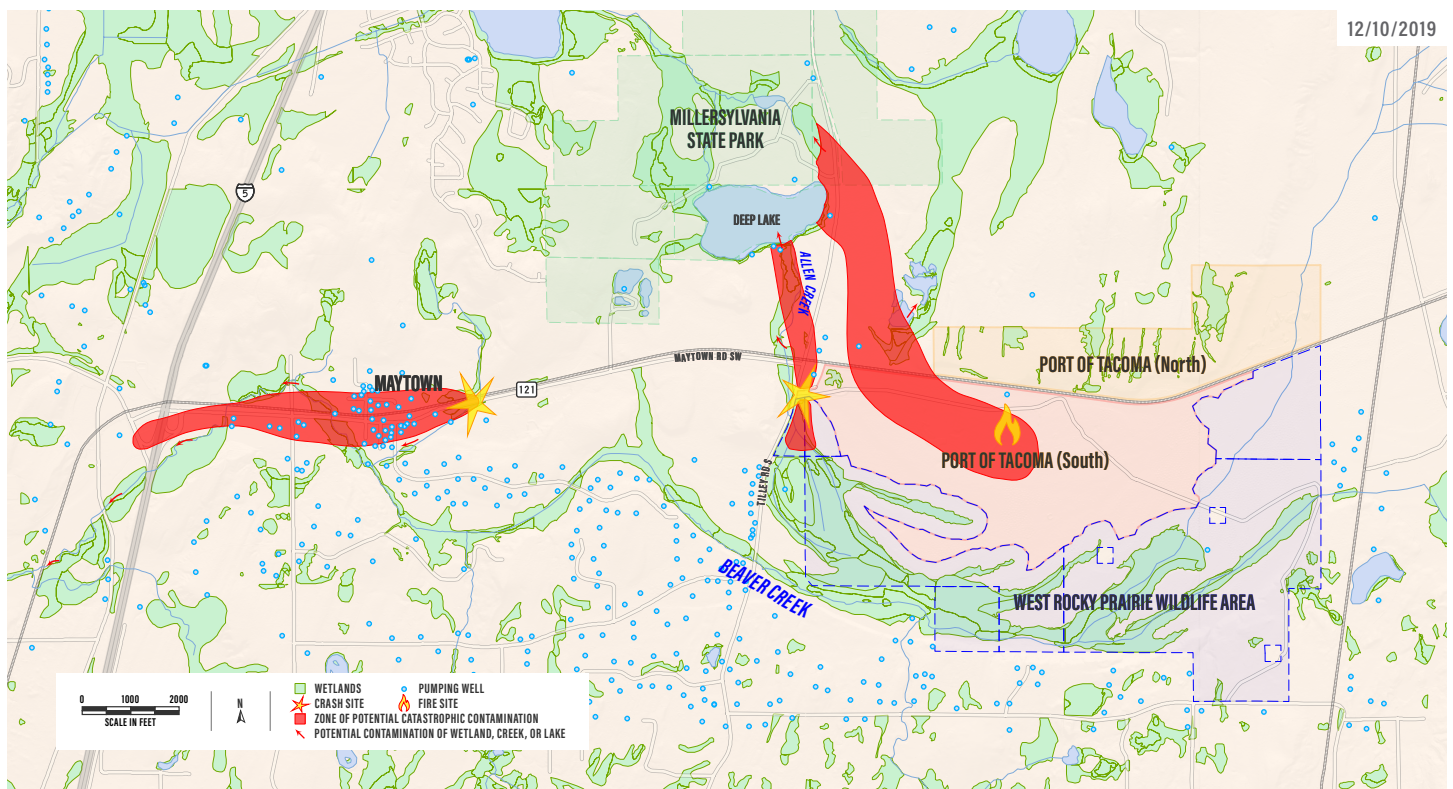 12/10/2019
MILLERSYLVANIA
STATE PARK
5
DEEP LAKE
ALLEN CREEK
MAYTOWN RD SW
PORT OF TACOMA (North)
MAYTOWN
121
PORT OF TACOMA (South)
TILLEY RD S
BEAVER CREEK
WEST ROCKY PRAIRIE WILDLIFE AREA
0 1000 2000
SCALE IN FEET
N
WETLANDS
PUMPING WELL
CRASH SITE
FIRE SITE
ZONE OF POTENTIAL CATASTROPHIC CONTAMINATION
POTENTIAL CONTAMINATION OF WETLAND, CREEK, OR LAKE